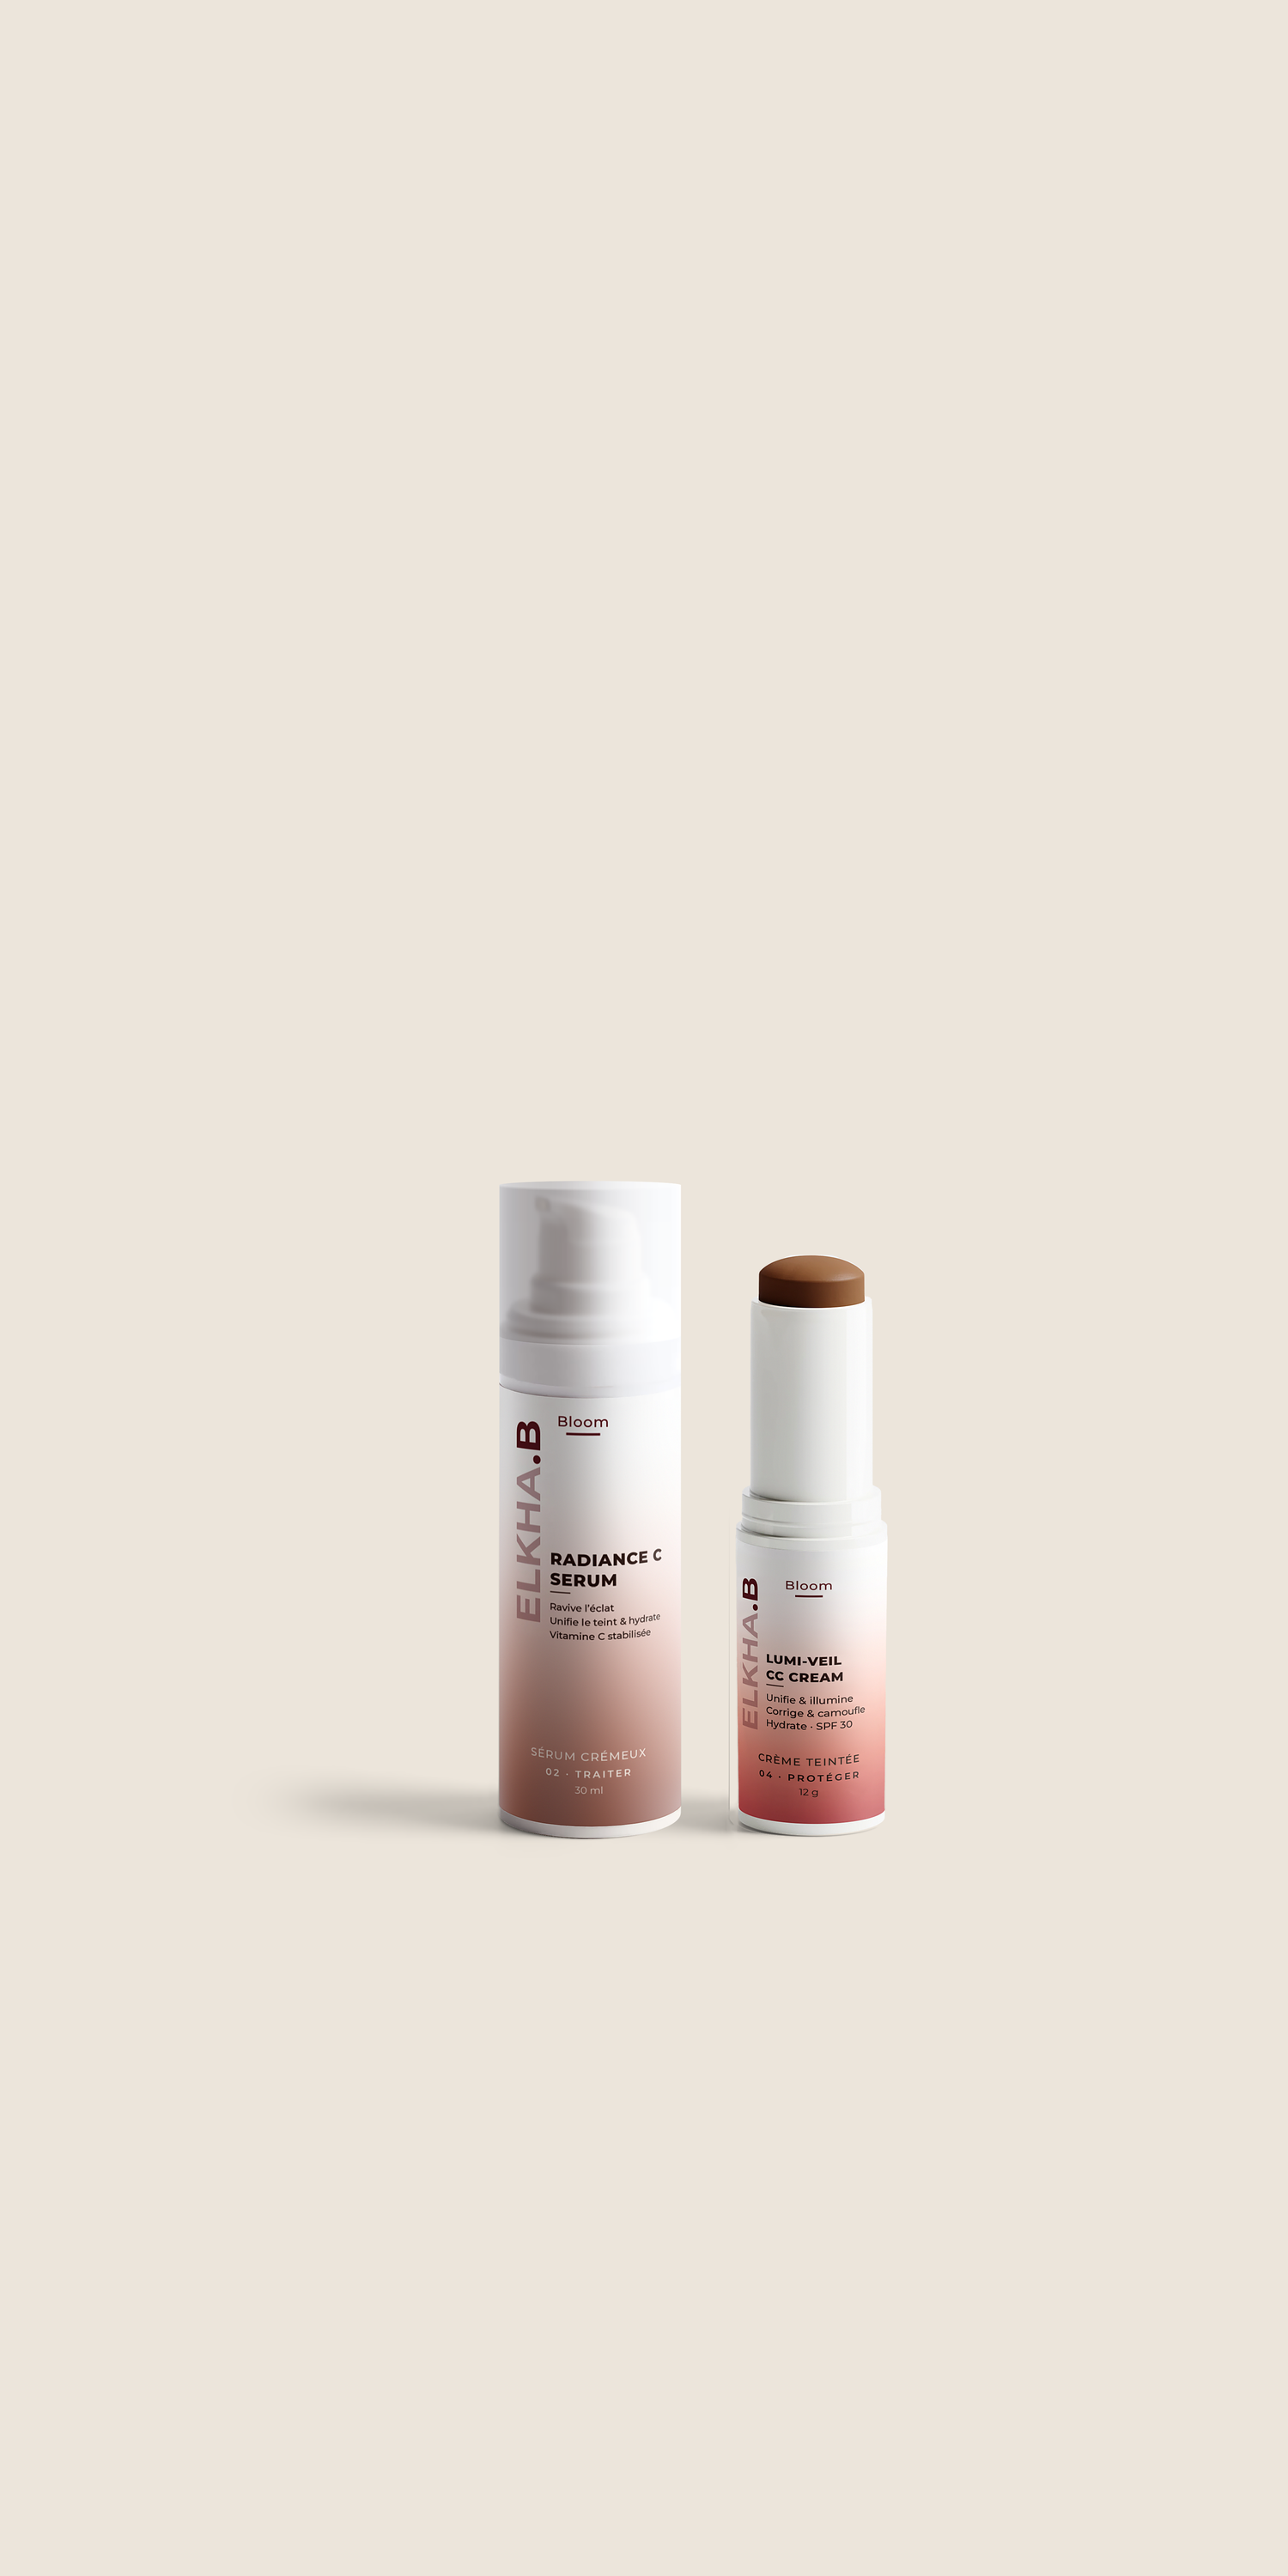 ELKHA.B
Bloom
RADIANCE C
SERUM
Ravive l'éclat
Unifie le teint & hydrate
Vitamine C stabilisée
SÉRUM CRÉMEUX
02 · TRAITER
30 ml
ELKHA.B
Bloom
LUMI-VEIL
CC CREAM
Unifie & illumine
Corrige & camoufle
Hydrate · SPF 30
CRÈME TEINTÉE
04 · PROTÉGER
12 g